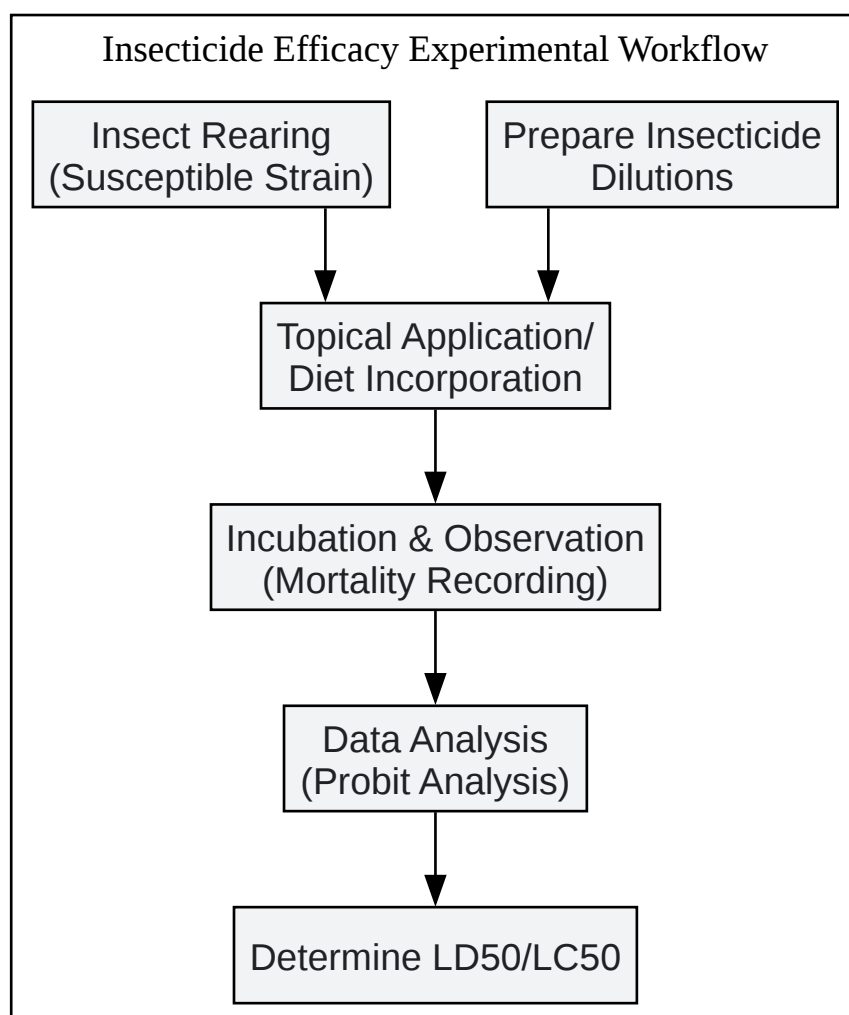 Insecticide Efficacy Experimental Workflow
Insect Rearing
(Susceptible Strain)
Prepare Insecticide
Dilutions
Topical Application/
Diet Incorporation
Incubation & Observation
(Mortality Recording)
Data Analysis
(Probit Analysis)
Determine LD50/LC50